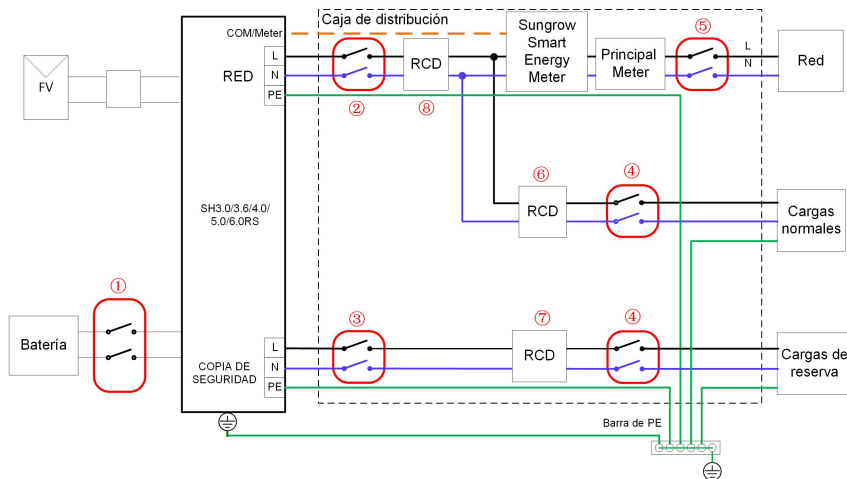 Caja de distribución
COM/Meter
L
N
PE
RED
②
RCD
⑧
Sungrow
Smart
Energy
Meter
Principal
Meter
⑤
L
N
Red
FV
SH3.0/3.6/4.0/
5.0/6.0RS
⑥
RCD
④
Cargas
normales
①
Batería
③
⑦
RCD
④
L
N
PE
COPIA DE
SEGURIDAD
Cargas de
reserva
Barra de PE